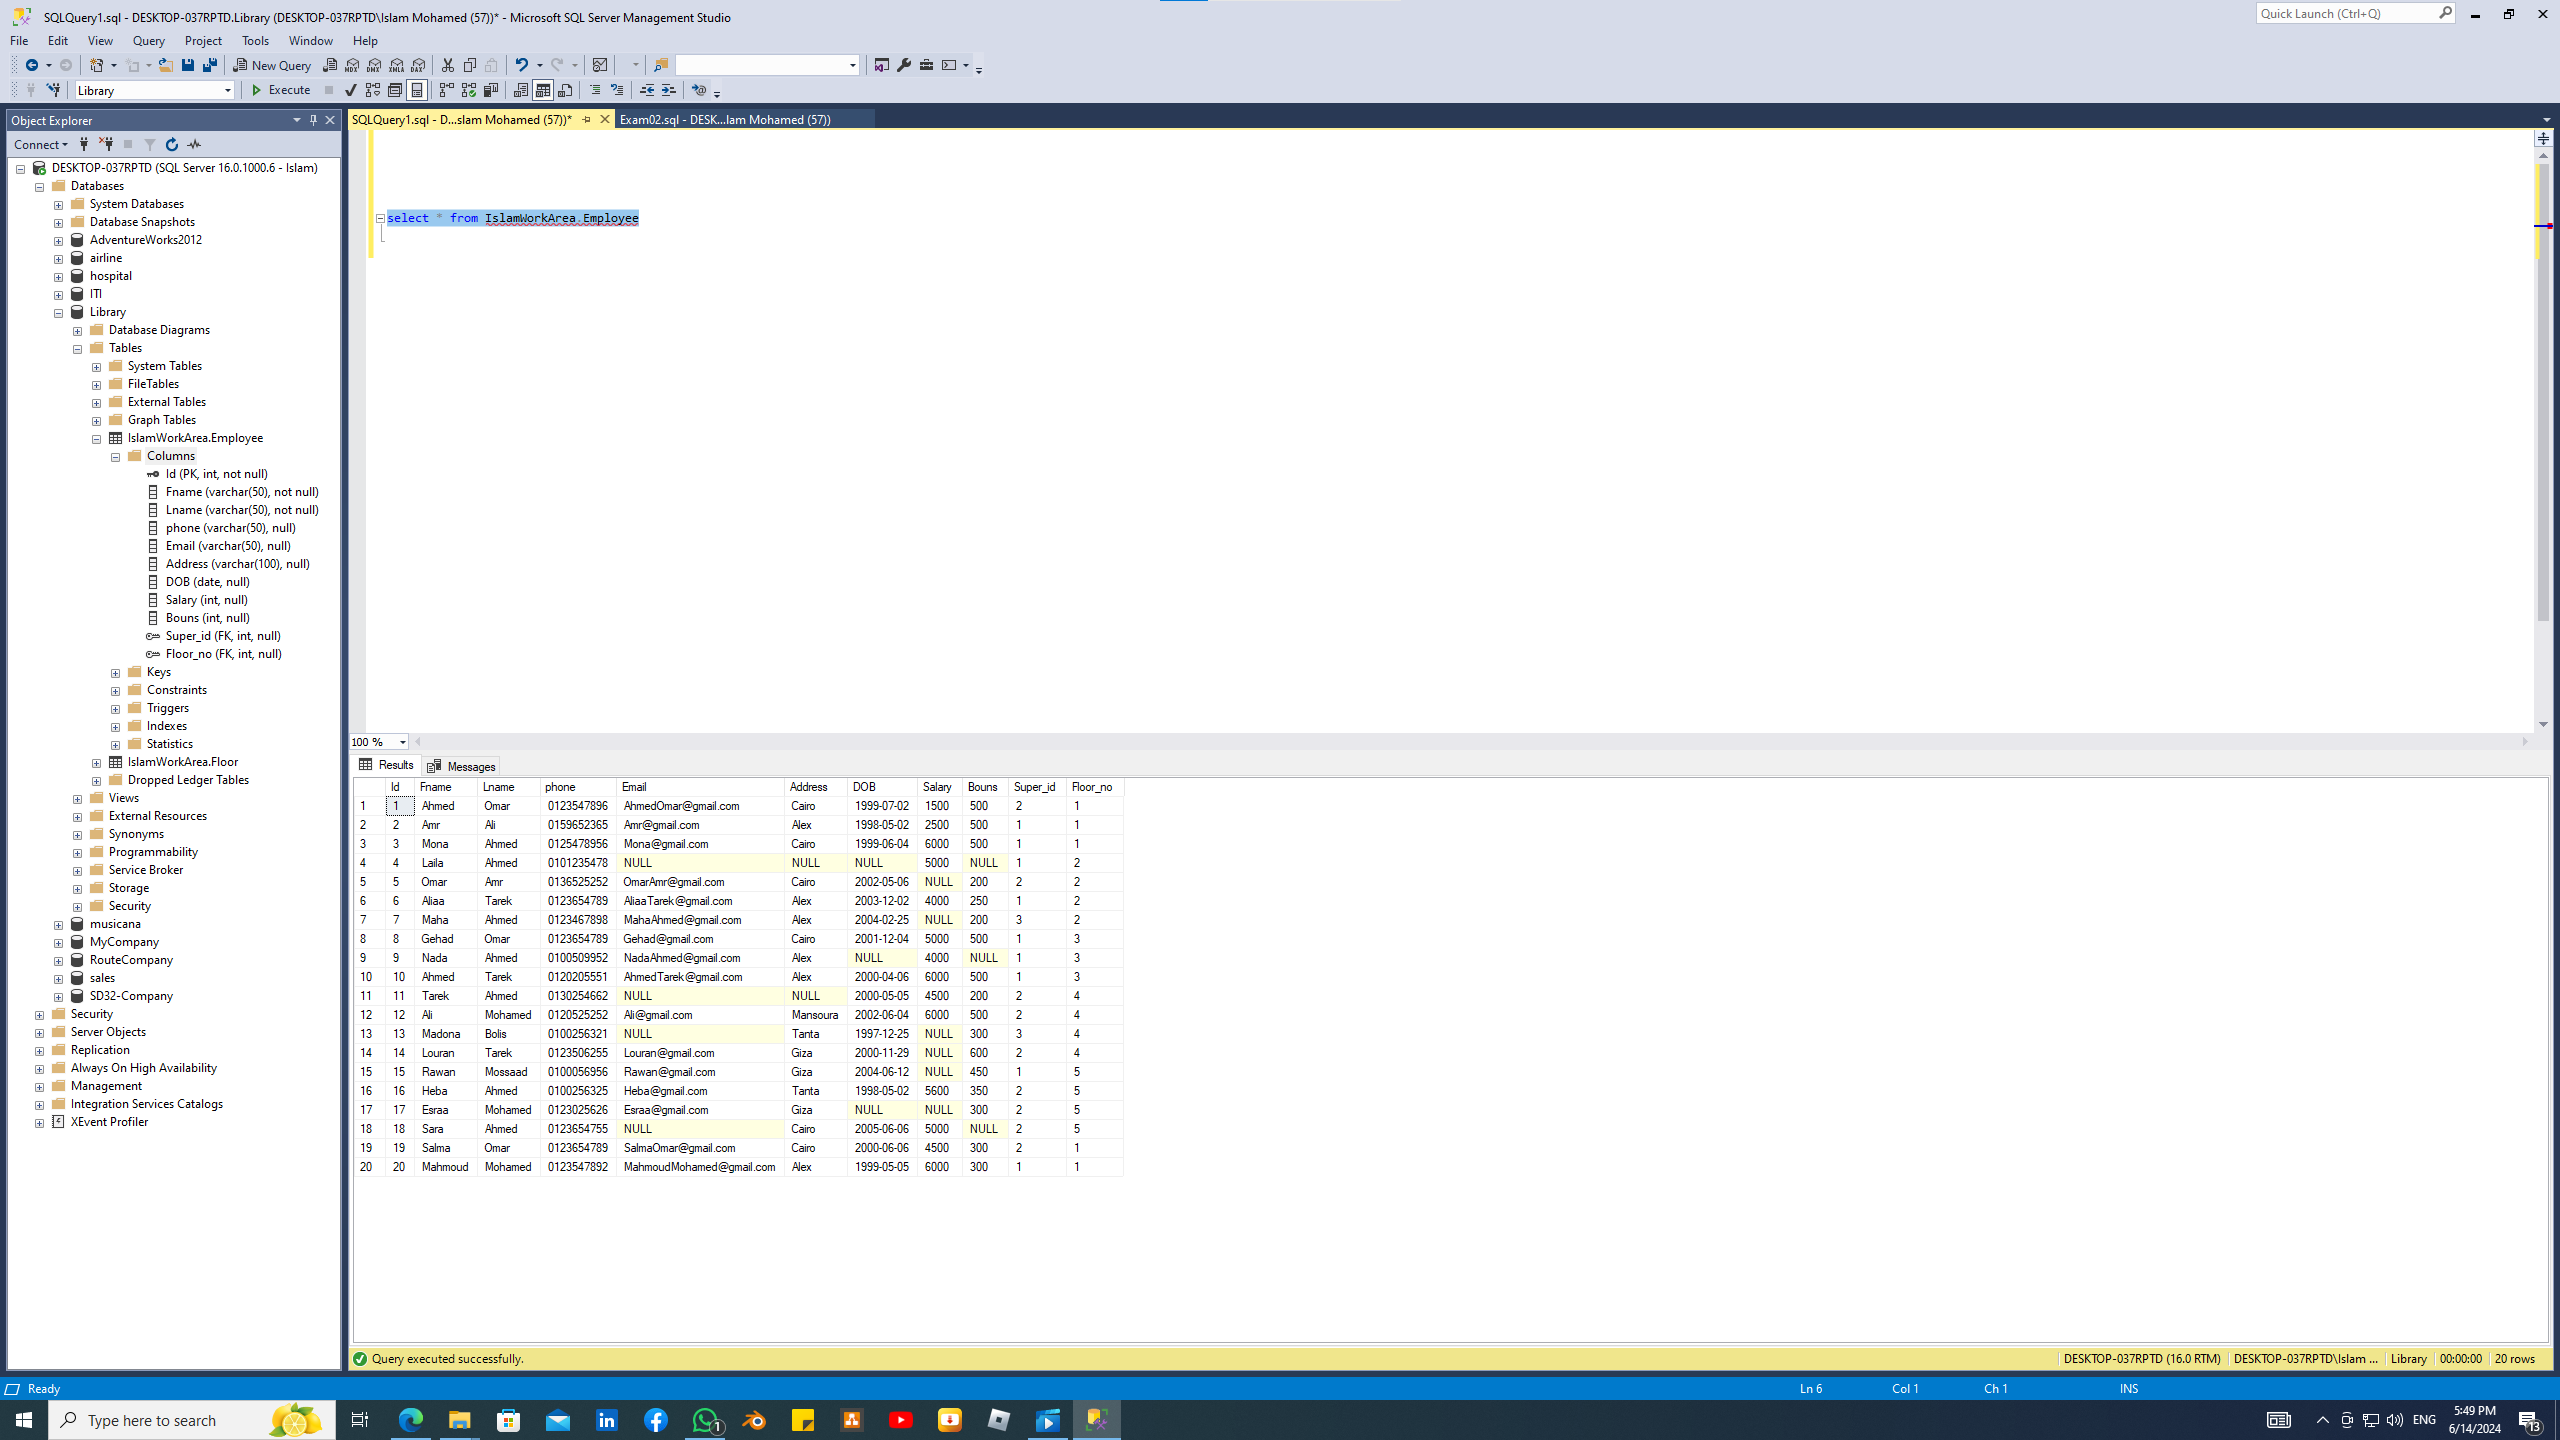 SQLQuery1.sql - DESKTOP-037RPTD.Library (DESKTOP-037RPTD\Islam Mohamed (57))* - Microsoft SQL Server Management Studio
Quick Launch (Ctrl+Q)
File Edit View Query Project Tools Window Help
New Query
Library
Execute
Object Explorer
SQLQuery1.sql - D...slam Mohamed (57))*
Exam02.sql - DESK...lam Mohamed (57))
Connect
DESKTOP-037RPTD (SQL Server 16.0.1000.6 - Islam)
Databases
System Databases
Database Snapshots
AdventureWorks2012
airline
hospital
ITI
Library
Database Diagrams
Tables
System Tables
FileTables
External Tables
Graph Tables
IslamWorkArea.Employee
Columns
Id (PK, int, not null)
Fname (varchar(50), not null)
Lname (varchar(50), not null)
phone (varchar(50), null)
Email (varchar(50), null)
Address (varchar(100), null)
DOB (date, null)
Salary (int, null)
Bouns (int, null)
Super_id (FK, int, null)
Floor_no (FK, int, null)
Keys
Constraints
Triggers
Indexes
Statistics
IslamWorkArea.Floor
Dropped Ledger Tables
Views
External Resources
Synonyms
Programmability
Service Broker
Storage
Security
musicana
MyCompany
RouteCompany
sales
SD32-Company
Security
Server Objects
Replication
Always On High Availability
Management
Integration Services Catalogs
XEvent Profiler
select * from IslamWorkArea.Employee
100 %
Results Messages
Id Fname Lname phone Email Address DOB Salary Bouns Super_id Floor_no
1 1 Ahmed Omar 0123547896 AhmedOmar@gmail.com Cairo 1999-07-02 1500 500 2 1
2 2 Amr Ali 0159652365 Amr@gmail.com Alex 1998-05-02 2500 500 1 1
3 3 Mona Ahmed 0125478956 Mona@gmail.com Cairo 1999-06-04 6000 500 1 1
4 4 Laila Ahmed 0101235478 NULL NULL NULL 5000 NULL 1 2
5 5 Omar Amr 0136525252 OmarAmr@gmail.com Cairo 2002-05-06 NULL 200 2 2
6 6 Aliaa Tarek 0123654789 AliaaTarek@gmail.com Alex 2003-12-02 4000 250 1 2
7 7 Maha Ahmed 0123467898 MahaAhmed@gmail.com Alex 2004-02-25 NULL 200 3 2
8 8 Gehad Omar 0123654789 Gehad@gmail.com Cairo 2001-12-04 5000 500 1 3
9 9 Nada Ahmed 0100509952 NadaAhmed@gmail.com Alex NULL 4000 NULL 1 3
10 10 Ahmed Tarek 0120205551 AhmedTarek@gmail.com Alex 2000-04-06 6000 500 1 3
11 11 Tarek Ahmed 0130254662 NULL NULL 2000-05-05 4500 200 2 4
12 12 Ali Mohamed 0120525252 Ali@gmail.com Mansoura 2002-06-04 6000 500 2 4
13 13 Madona Bolis 0100256321 NULL Tanta 1997-12-25 NULL 300 3 4
14 14 Louran Tarek 0123506255 Louran@gmail.com Giza 2000-11-29 NULL 600 2 4
15 15 Rawan Mossaad 0100056956 Rawan@gmail.com Giza 2004-06-12 NULL 450 1 5
16 16 Heba Ahmed 0100256325 Heba@gmail.com Tanta 1998-05-02 5600 350 2 5
17 17 Esraa Mohamed 0123025626 Esraa@gmail.com Giza NULL NULL 300 2 5
18 18 Sara Ahmed 0123654755 NULL Cairo 2005-06-06 5000 NULL 2 5
19 19 Salma Omar 0123654789 SalmaOmar@gmail.com Cairo 2000-06-06 4500 300 2 1
20 20 Mahmoud Mohamed 0123547892 MahmoudMohamed@gmail.com Alex 1999-05-05 6000 300 1 1
Query executed successfully.
DESKTOP-037RPTD (16.0 RTM) DESKTOP-037RPTD\Islam ... Library 00:00:00 20 rows
Ready Ln 6 Col 1 Ch 1 INS
Type here to search
1
ENG
5:49 PM
6/14/2024
13